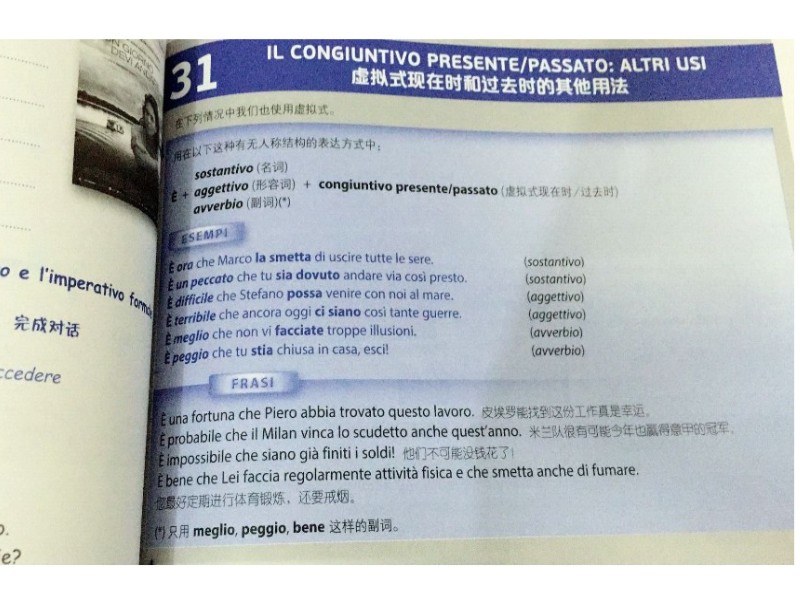 UN GIORNO
DEVI AND
o e l'imperativo formale
完成对话
ccedere
o.
e?
31
IL CONGIUNTIVO PRESENTE/PASSATO: ALTRI USI
虚拟式现在时和过去时的其他用法
在下列情况中我们也使用虚拟式。
用在以下这种有无人称结构的表达方式中：
sostantivo (名词)
È + aggettivo (形容词) + congiuntivo presente/passato (虚拟式现在时/过去时)
avverbio (副词)(*)
ESEMPI
È ora che Marco la smetta di uscire tutte le sere. (sostantivo)
È un peccato che tu sia dovuto andare via così presto. (sostantivo)
È difficile che Stefano possa venire con noi al mare. (aggettivo)
È terribile che ancora oggi ci siano così tante guerre. (aggettivo)
È meglio che non vi facciate troppe illusioni. (avverbio)
È peggio che tu stia chiusa in casa, esci! (avverbio)
FRASI
È una fortuna che Piero abbia trovato questo lavoro. 皮埃罗能找到这份工作真是幸运。
È probabile che il Milan vinca lo scudetto anche quest'anno. 米兰队很有可能今年也赢得意甲的冠军。
È impossibile che siano già finiti i soldi! 他们不可能没钱花了!
È bene che Lei faccia regolarmente attività fisica e che smetta anche di fumare.
您最好定期进行体育锻炼，还要戒烟。
(*) 只用 meglio, peggio, bene 这样的副词。